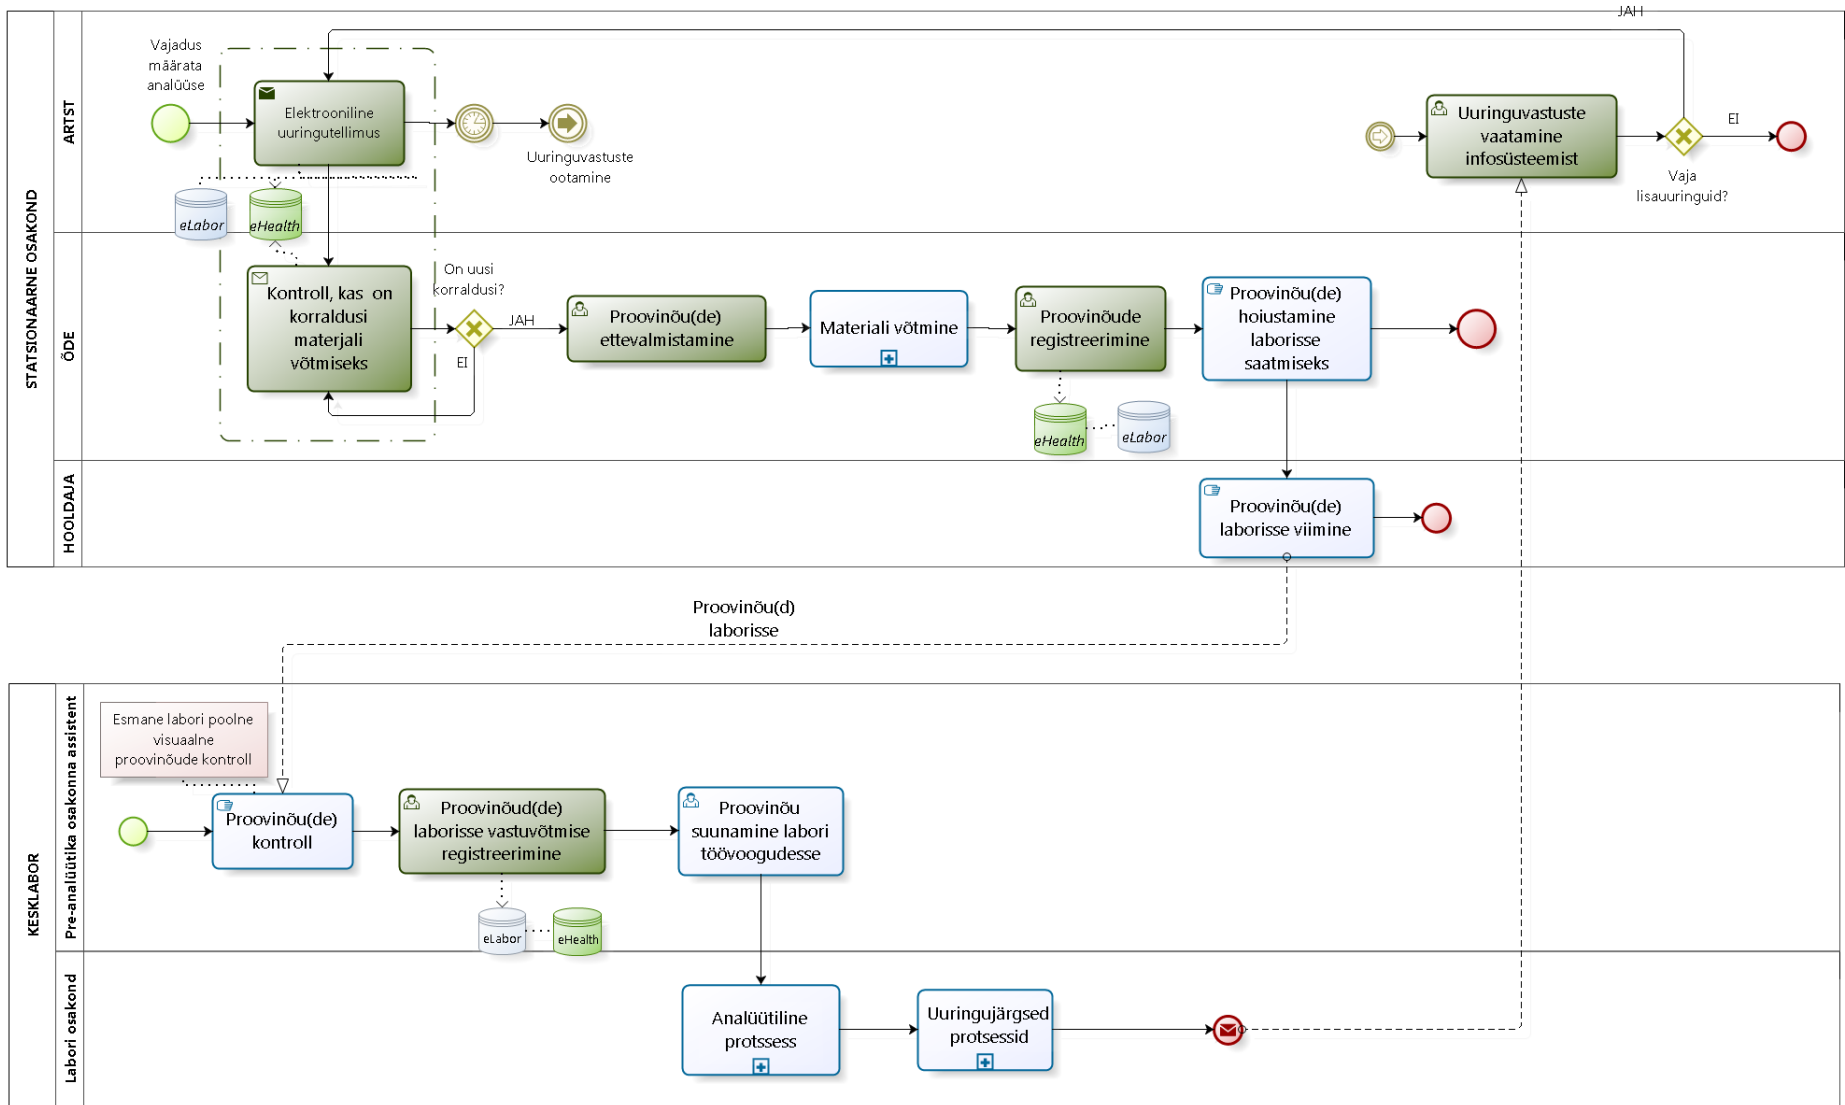 JAH
STATSIONAARNE OSAKOND
ARTST
Vajadus
määrata
analüüse
Elektrooniline
uuringutellimus
Uuringuvastuste
ootamine
eLabor
eHealth
Uuringuvastuste
vaatamine
infosüsteemist
EI
Vaja
lisauuringuid?
ÕDE
Kontroll, kas on
korraldusi
materjali
võtmiseks
On uusi
korraldusi?
JAH
EI
Proovinõu(de)
ettevalmistamine
Materiali võtmine
Proovinõude
registreerimine
eHealth
eLabor
Proovinõu(de)
hoiustamine
laborisse
saatmiseks
HOOLDAJA
Proovinõu(de)
laborisse viimine
Proovinõu(d)
laborisse
KESKLABOR
Pre-analüütika osakonna assistent
Esmane labori poolne
visuaalne
proovinõude kontroll
Proovinõu(de)
kontroll
Proovinõud(de)
laborisse vastuvõtmise
registreerimine
eLabor
eHealth
Proovinõu
suunamine labori
töövoogudesse
Labori osakond
Analüütiline
protssess
Uuringujärgsed
protsessid